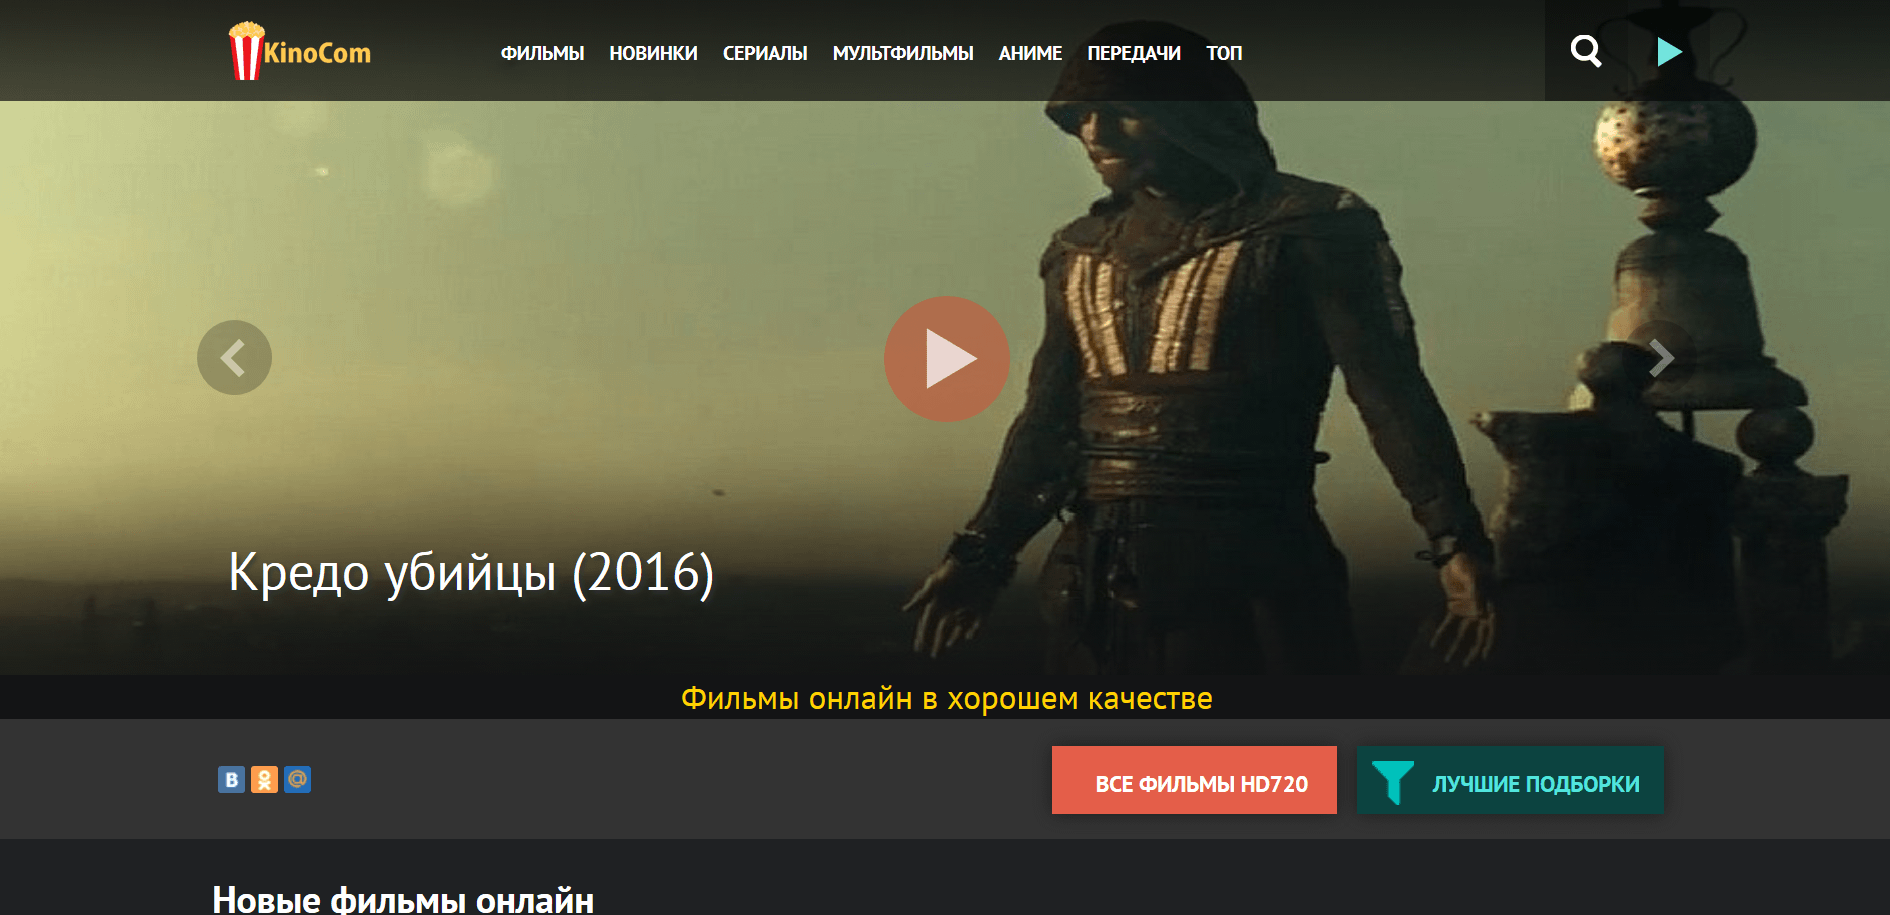 KinoCom
ФИЛЬМЫ НОВИНКИ СЕРИАЛЫ МУЛЬТФИЛЬМЫ АНИМЕ ПЕРЕДАЧИ ТОП
Кредо убийцы (2016)
Фильмы онлайн в хорошем качестве
ВСЕ ФИЛЬМЫ HD720 ЛУЧШИЕ ПОДБОРКИ
Новые фильмы онлайн